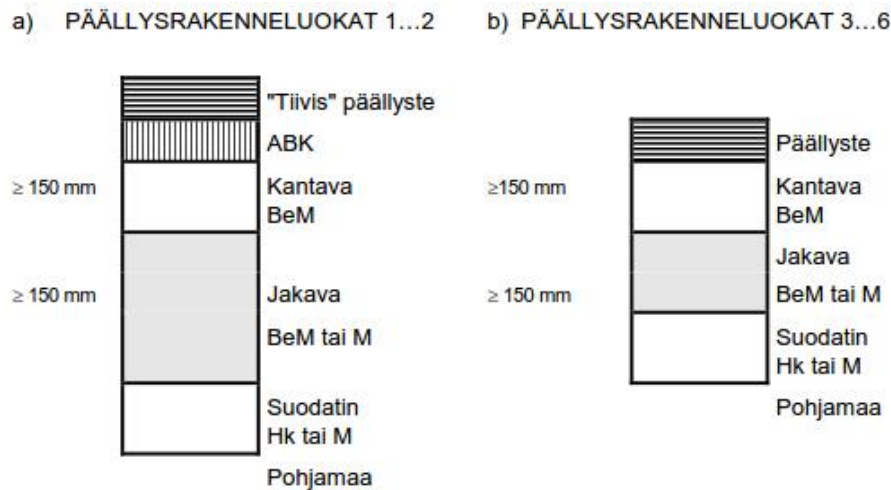 a) PÄÄLLYSRAKENNELUOKAT 1…2
"Tiivis" päällyste
ABK
≥ 150 mm
Kantava
BeM
≥ 150 mm
Jakava
BeM tai M
Suodatin
Hk tai M
Pohjamaa
b) PÄÄLLYSRAKENNELUOKAT 3…6
Päällyste
≥150 mm
Kantava
BeM
Jakava
≥ 150 mm
BeM tai M
Suodatin
Hk tai M
Pohjamaa